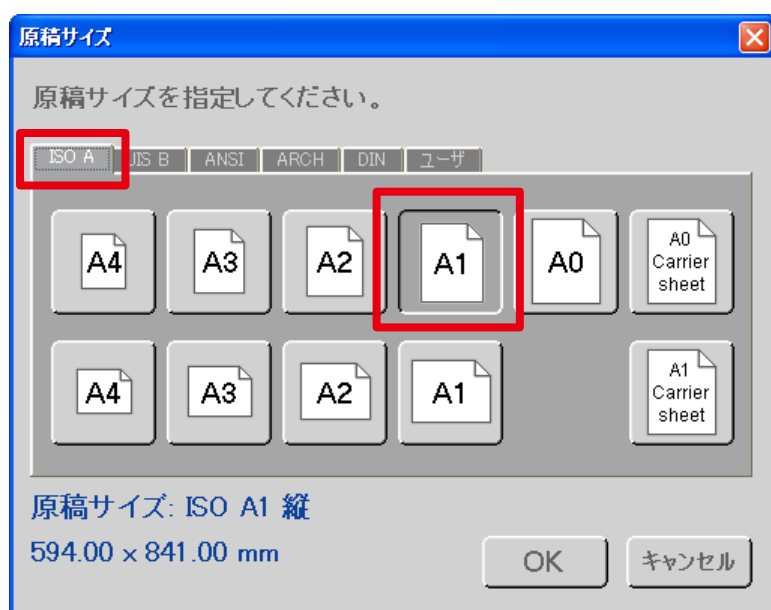 原稿サイズ
原稿サイズを指定してください。
ISO A JIS B ANSI ARCH DIN ユーザ
A4 A3 A2 A1 A0 A0 Carrier sheet
A4 A3 A2 A1 A1 Carrier sheet
原稿サイズ: ISO A1 縦
594.00 x 841.00 mm
OK キャンセル